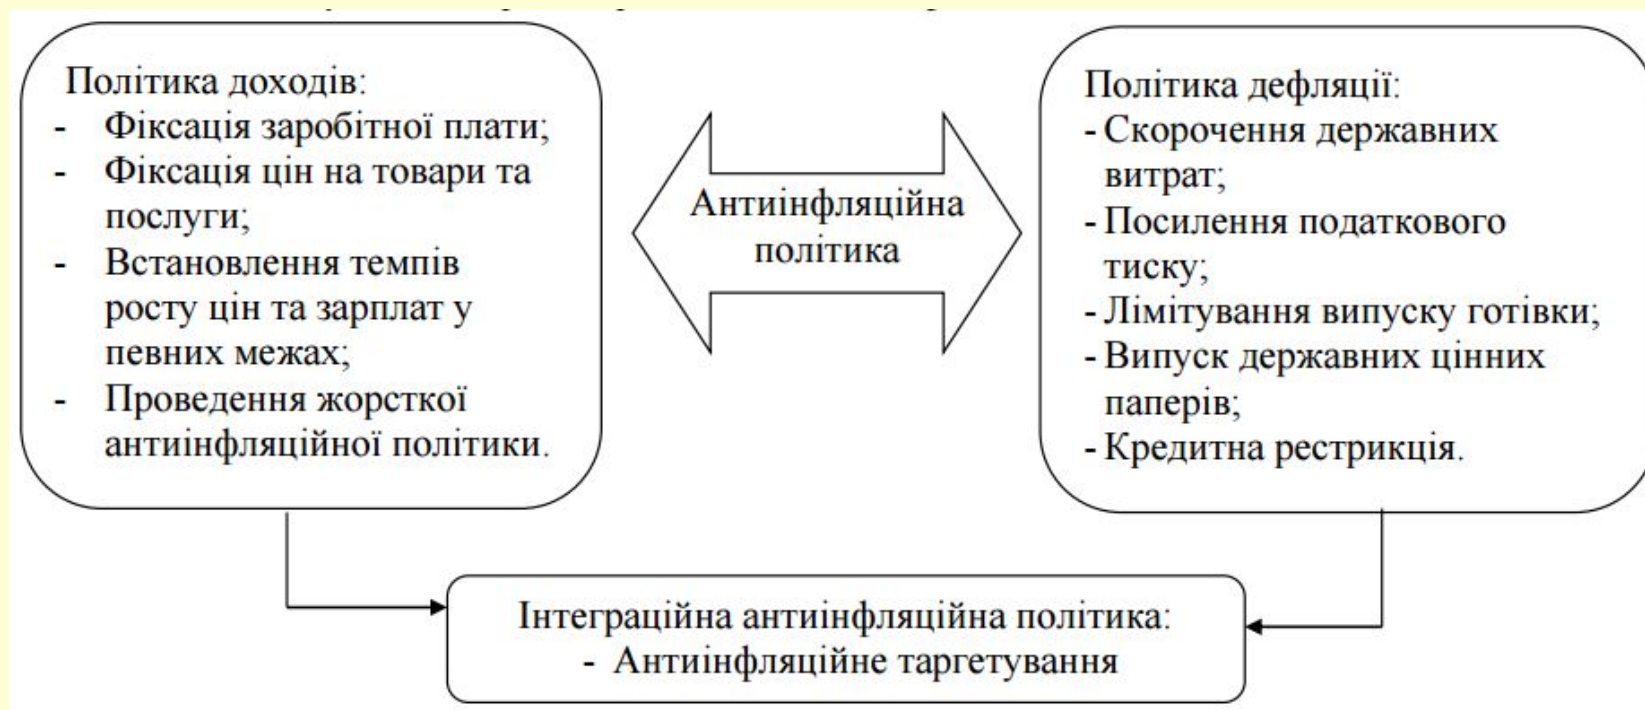 Політика доходів:
- Фіксація заробітної плати;
- Фіксація цін на товари та
послуги;
- Встановлення темпів
росту цін та зарплат у
певних межах;
- Проведення жорсткої
антиінфляційної політики.
Антиінфляційна
політика
Політика дефляції:
- Скорочення державних
витрат;
- Посилення податкового
тиску;
- Лімітування випуску готівки;
- Випуск державних цінних
паперів;
- Кредитна рестрикція.
Інтеграційна антиінфляційна політика:
- Антиінфляційне таргетування